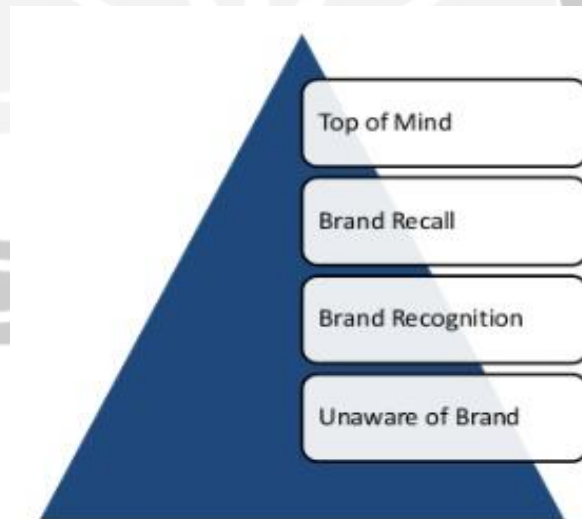 Top of Mind
Brand Recall
Brand Recognition
Unaware of Brand